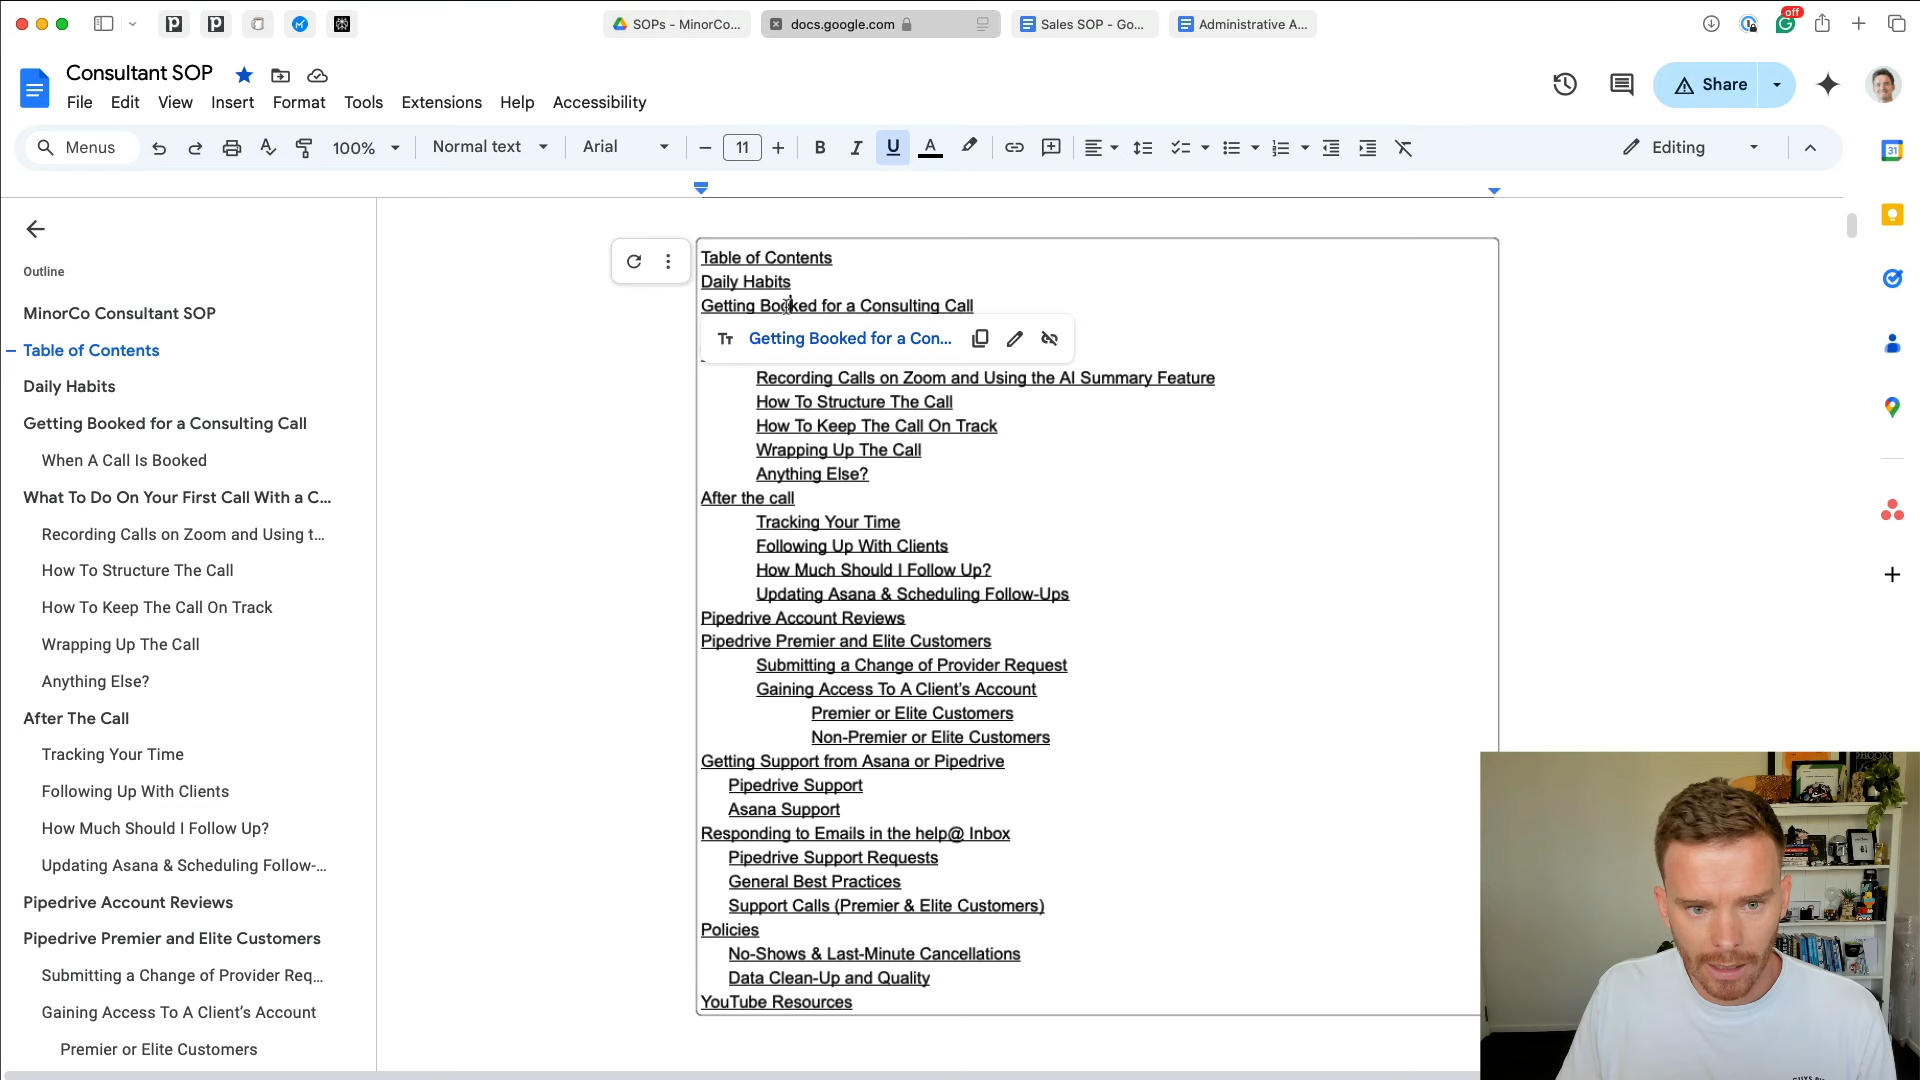 SOPs - MinorCo...
docs.google.com
Sales SOP - Go...
Administrative A...
off
Consultant SOP
File Edit View Insert Format Tools Extensions Help Accessibility
Share
Menus
100%
Normal text
Arial
11
Editing
31
Outline
MinorCo Consultant SOP
Table of Contents
Daily Habits
Getting Booked for a Consulting Call
When A Call Is Booked
What To Do On Your First Call With a C...
Recording Calls on Zoom and Using t...
How To Structure The Call
How To Keep The Call On Track
Wrapping Up The Call
Anything Else?
After The Call
Tracking Your Time
Following Up With Clients
How Much Should I Follow Up?
Updating Asana & Scheduling Follow-...
Pipedrive Account Reviews
Pipedrive Premier and Elite Customers
Submitting a Change of Provider Req...
Gaining Access To A Client's Account
Premier or Elite Customers
Table of Contents
Daily Habits
Getting Booked for a Consulting Call
Getting Booked for a Con...
Recording Calls on Zoom and Using the AI Summary Feature
How To Structure The Call
How To Keep The Call On Track
Wrapping Up The Call
Anything Else?
After the call
Tracking Your Time
Following Up With Clients
How Much Should I Follow Up?
Updating Asana & Scheduling Follow-Ups
Pipedrive Account Reviews
Pipedrive Premier and Elite Customers
Submitting a Change of Provider Request
Gaining Access To A Client's Account
Premier or Elite Customers
Non-Premier or Elite Customers
Getting Support from Asana or Pipedrive
Pipedrive Support
Asana Support
Responding to Emails in the help@ Inbox
Pipedrive Support Requests
General Best Practices
Support Calls (Premier & Elite Customers)
Policies
No-Shows & Last-Minute Cancellations
Data Clean-Up and Quality
YouTube Resources